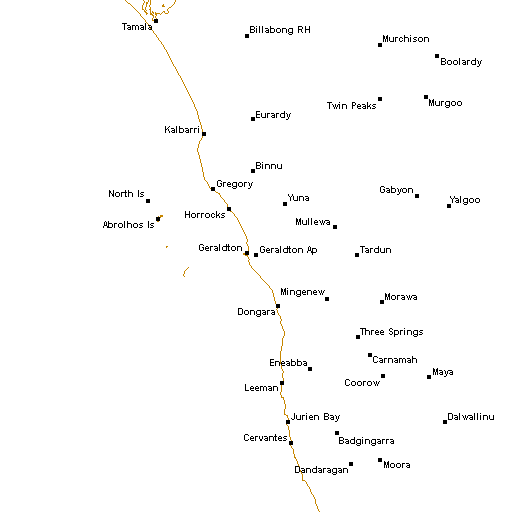 Tamala
Billabong RH
Murchison
Boolardy
Twin Peaks
Murgoo
Eurardy
Kalbarri
Binnu
Gregory
North Is
Yuna
Gabyon
Yalgoo
Horrocks
Abrolhos Is
Mullewa
Geraldton
Geraldton Ap
Tardun
Mingenew
Morawa
Dongara
Three Springs
Carnamah
Eneabba
Coorow
Maya
Leeman
Jurien Bay
Dalwallinu
Cervantes
Badgingarra
Dandaragan
Moora